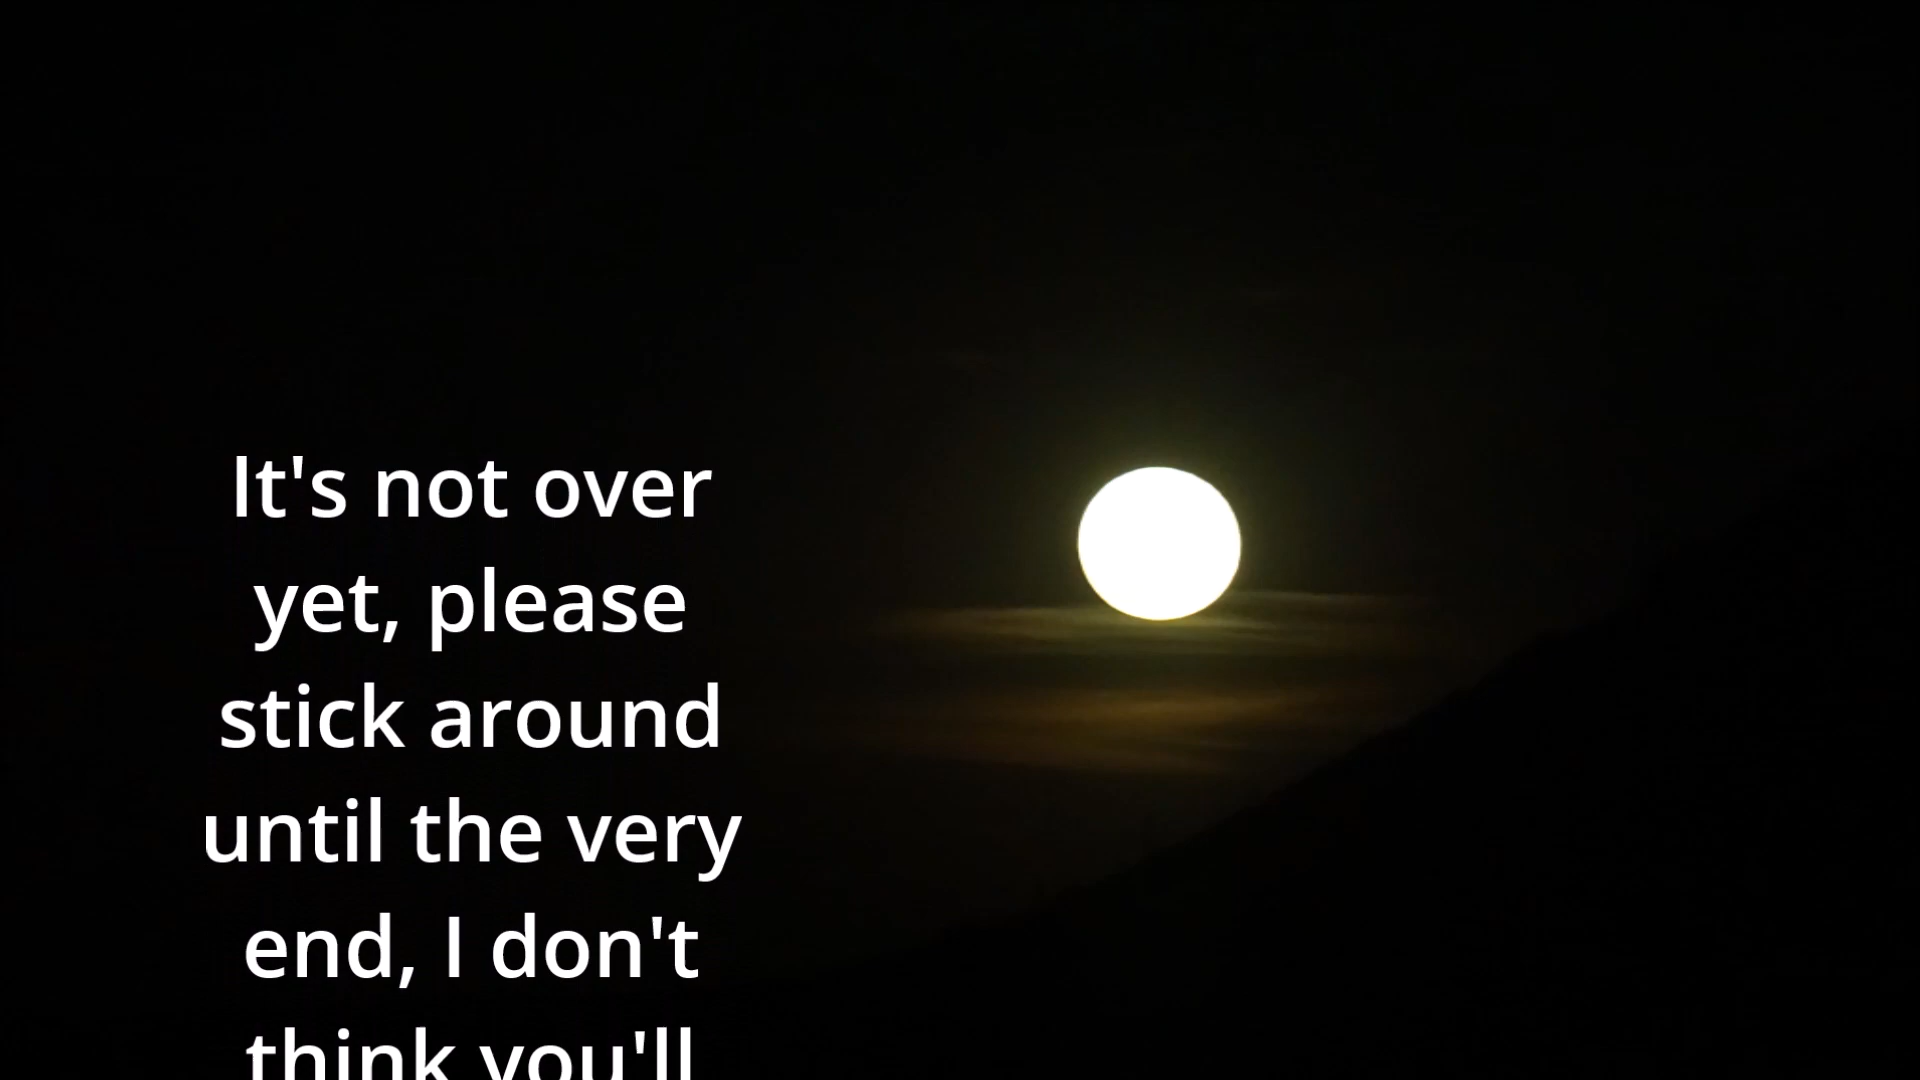 It's not over
yet, please
stick around
until the very
end, I don't
think you'll